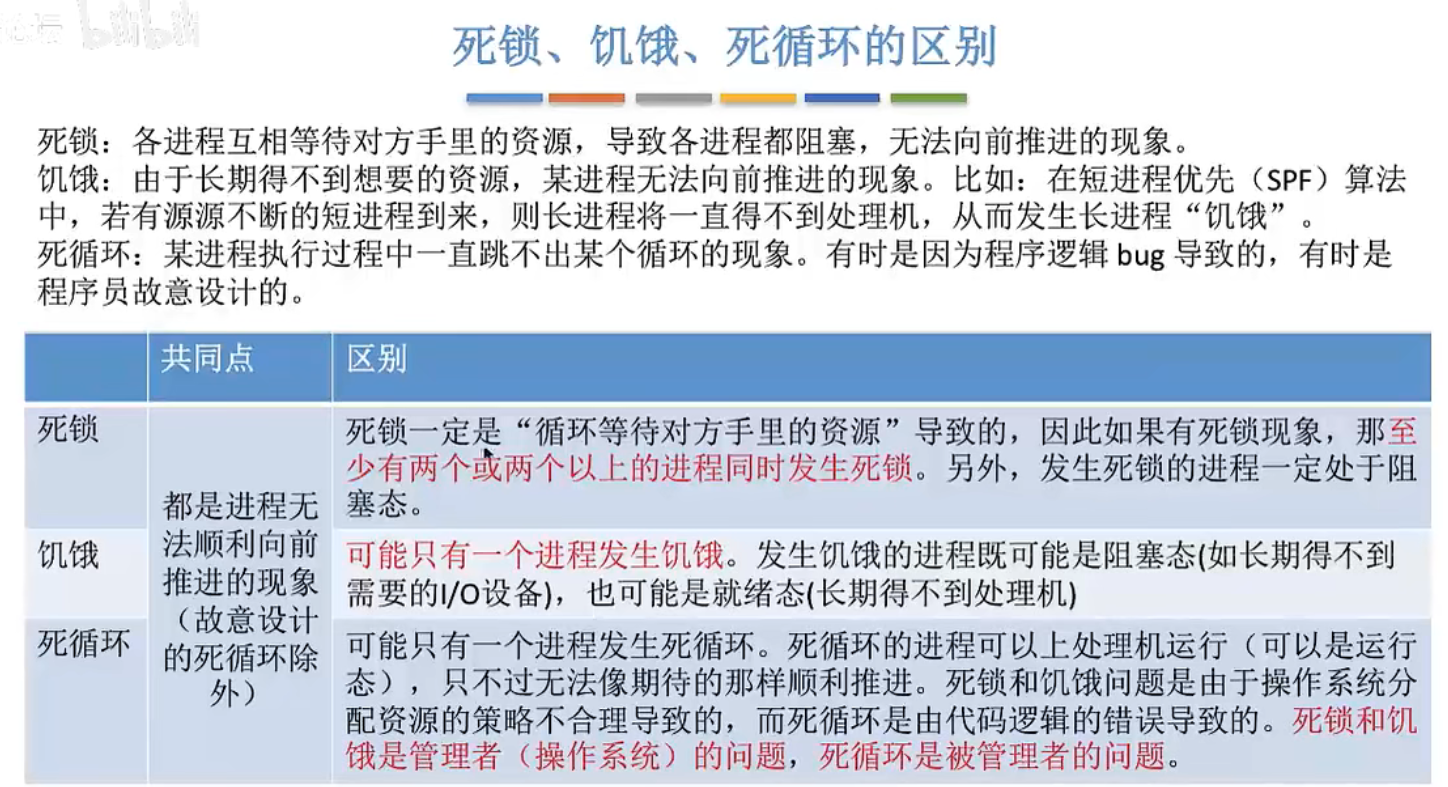 bilibili
死锁、饥饿、死循环的区别
死锁：各进程互相等待对方手里的资源，导致各进程都阻塞，无法向前推进的现象。
饥饿：由于长期得不到想要的资源，某进程无法向前推进的现象。比如：在短进程优先（SPF）算法
中，若有源源不断的短进程到来，则长进程将一直得不到处理机，从而发生长进程“饥饿”。
死循环：某进程执行过程中一直跳不出某个循环的现象。有时是因为程序逻辑 bug 导致的，有时是
程序员故意设计的。
共同点
区别
死锁
死锁一定是“循环等待对方手里的资源”导致的，因此如果有死锁现象，那至
少有两个或两个以上的进程同时发生死锁。另外，发生死锁的进程一定处于阻
塞态。
都是进程无
法顺利向前
推进的现象
（故意设计
的死循环除
外）
饥饿
可能只有一个进程发生饥饿。发生饥饿的进程既可能是阻塞态(如长期得不到
需要的I/O设备)，也可能是就绪态(长期得不到处理机)
死循环
可能只有一个进程发生死循环。死循环的进程可以上处理机运行（可以是运行
态），只不过无法像期待的那样顺利推进。死锁和饥饿问题是由于操作系统分
配资源的策略不合理导致的，而死循环是由代码逻辑的错误导致的。死锁和饥
饿是管理者（操作系统）的问题，死循环是被管理者的问题。